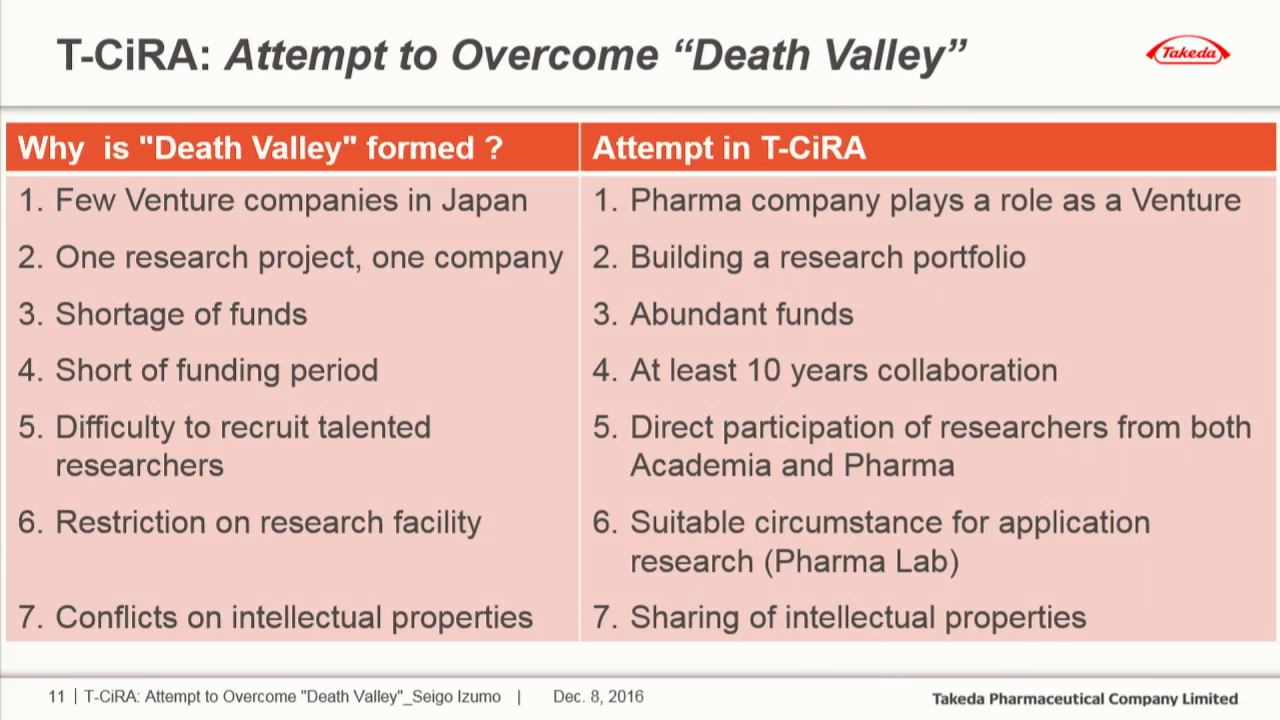 T-CiRA: Attempt to Overcome “Death Valley”
Takeda
Why is "Death Valley" formed ?
Attempt in T-CiRA
1. Few Venture companies in Japan
1. Pharma company plays a role as a Venture
2. One research project, one company
2. Building a research portfolio
3. Shortage of funds
3. Abundant funds
4. Short of funding period
4. At least 10 years collaboration
5. Difficulty to recruit talented
researchers
5. Direct participation of researchers from both
Academia and Pharma
6. Restriction on research facility
6. Suitable circumstance for application
research (Pharma Lab)
7. Conflicts on intellectual properties
7. Sharing of intellectual properties
11 | T-CiRA: Attempt to Overcome "Death Valley"_Seigo Izumo | Dec. 8, 2016
Takeda Pharmaceutical Company Limited